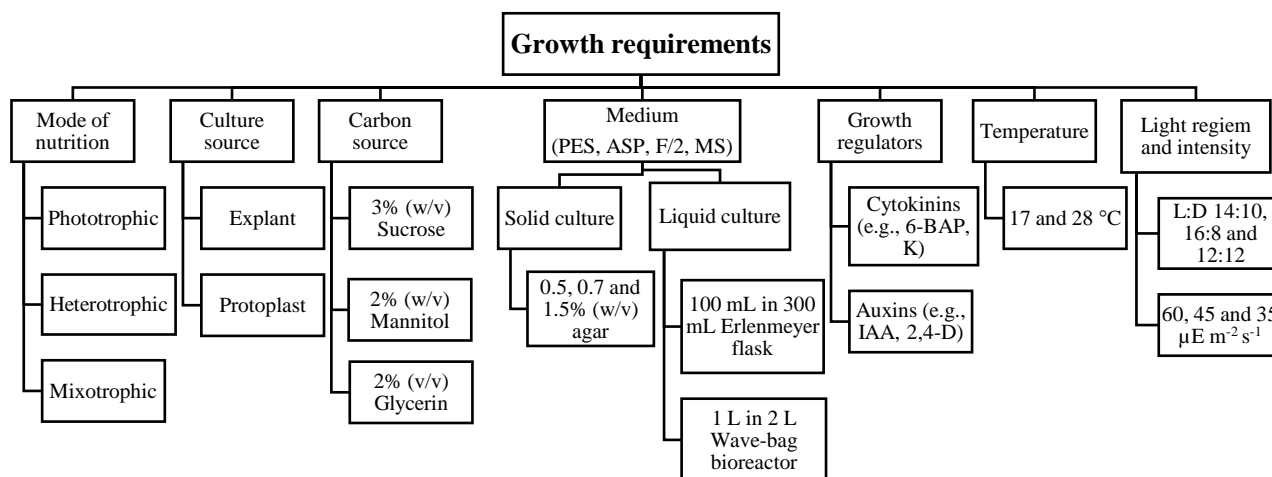 Growth requirements
Mode of
nutrition
Phototrophic
Heterotrophic
Mixotrophic
Culture
source
Explant
Protoplast
Carbon
source
3% (w/v)
Sucrose
2% (w/v)
Mannitol
2% (v/v)
Glycerin
Medium
(PES, ASP, F/2, MS)
Solid culture
0.5, 0.7 and
1.5% (w/v)
agar
Liquid culture
100 mL in 300
mL Erlenmeyer
flask
1 L in 2 L
Wave-bag
bioreactor
Growth
regulators
Cytokinins
(e.g., 6-BAP,
K)
Auxins (e.g.,
IAA, 2,4-D)
Temperature
17 and 28 °C
Light regiem
and intensity
L:D 14:10,
16:8 and
12:12
60, 45 and 35
µE m⁻² s⁻¹